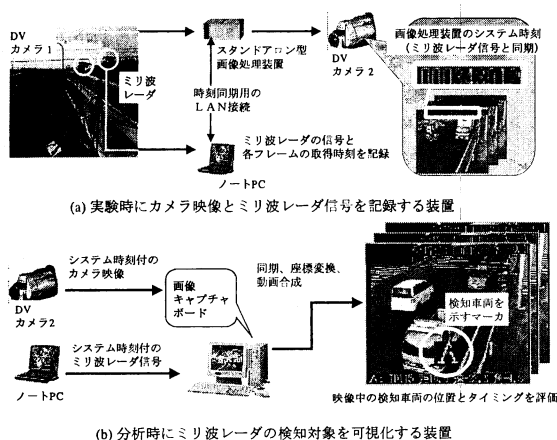 DV
カメラ1
ミリ波
レーダ
スタンドアロン型
画像処理装置
時刻同期用の
LAN接続
ミリ波レーダの信号と
各フレームの取得時刻を記録
ノートPC
DV
カメラ2
画像処理装置のシステム時刻
(ミリ波レーダ信号と同期)
(a) 実験時にカメラ映像とミリ波レーダ信号を記録する装置
システム時刻付の
カメラ映像
DV
カメラ2
画像
キャプチャ
ボード
同期、座標変換、
動画合成
検知車両を
示すマーカ
システム時刻付の
ミリ波レーダ信号
ノートPC
映像中の検知車両の位置とタイミングを評価
(b) 分析時にミリ波レーダの検知対象を可視化する装置